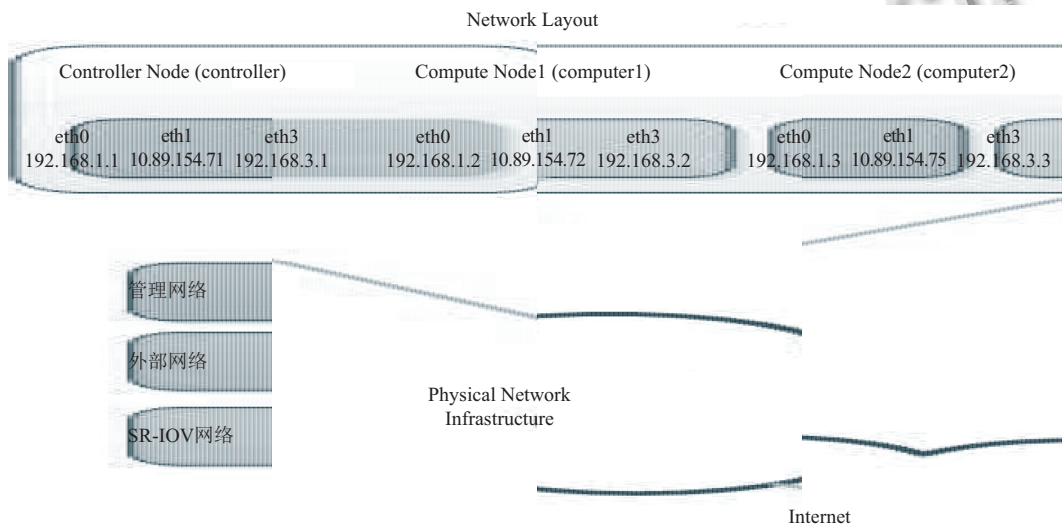 Network Layout
Controller Node (controller)
Compute Node1 (computer1)
Compute Node2 (computer2)
eth0 eth1 eth3 eth0 eth1 eth3 eth0 eth1 eth3
192.168.1.1 10.89.154.71 192.168.3.1 192.168.1.2 10.89.154.72 192.168.3.2 192.168.1.3 10.89.154.75 192.168.3.3
管理网络
外部网络
SR-IOV网络
Physical Network
Infrastructure
Internet